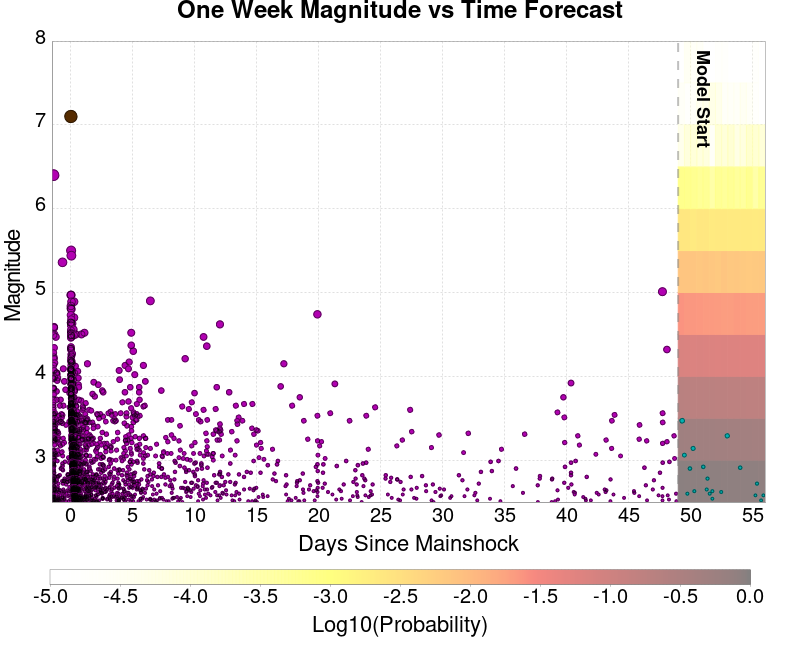 One Week Magnitude vs Time Forecast
8
7
6
5
4
3
Magnitude
Model Start
0 5 10 15 20 25 30 35 40 45 50 55
Days Since Mainshock
-5.0 -4.5 -4.0 -3.5 -3.0 -2.5 -2.0 -1.5 -1.0 -0.5 0.0
Log10(Probability)